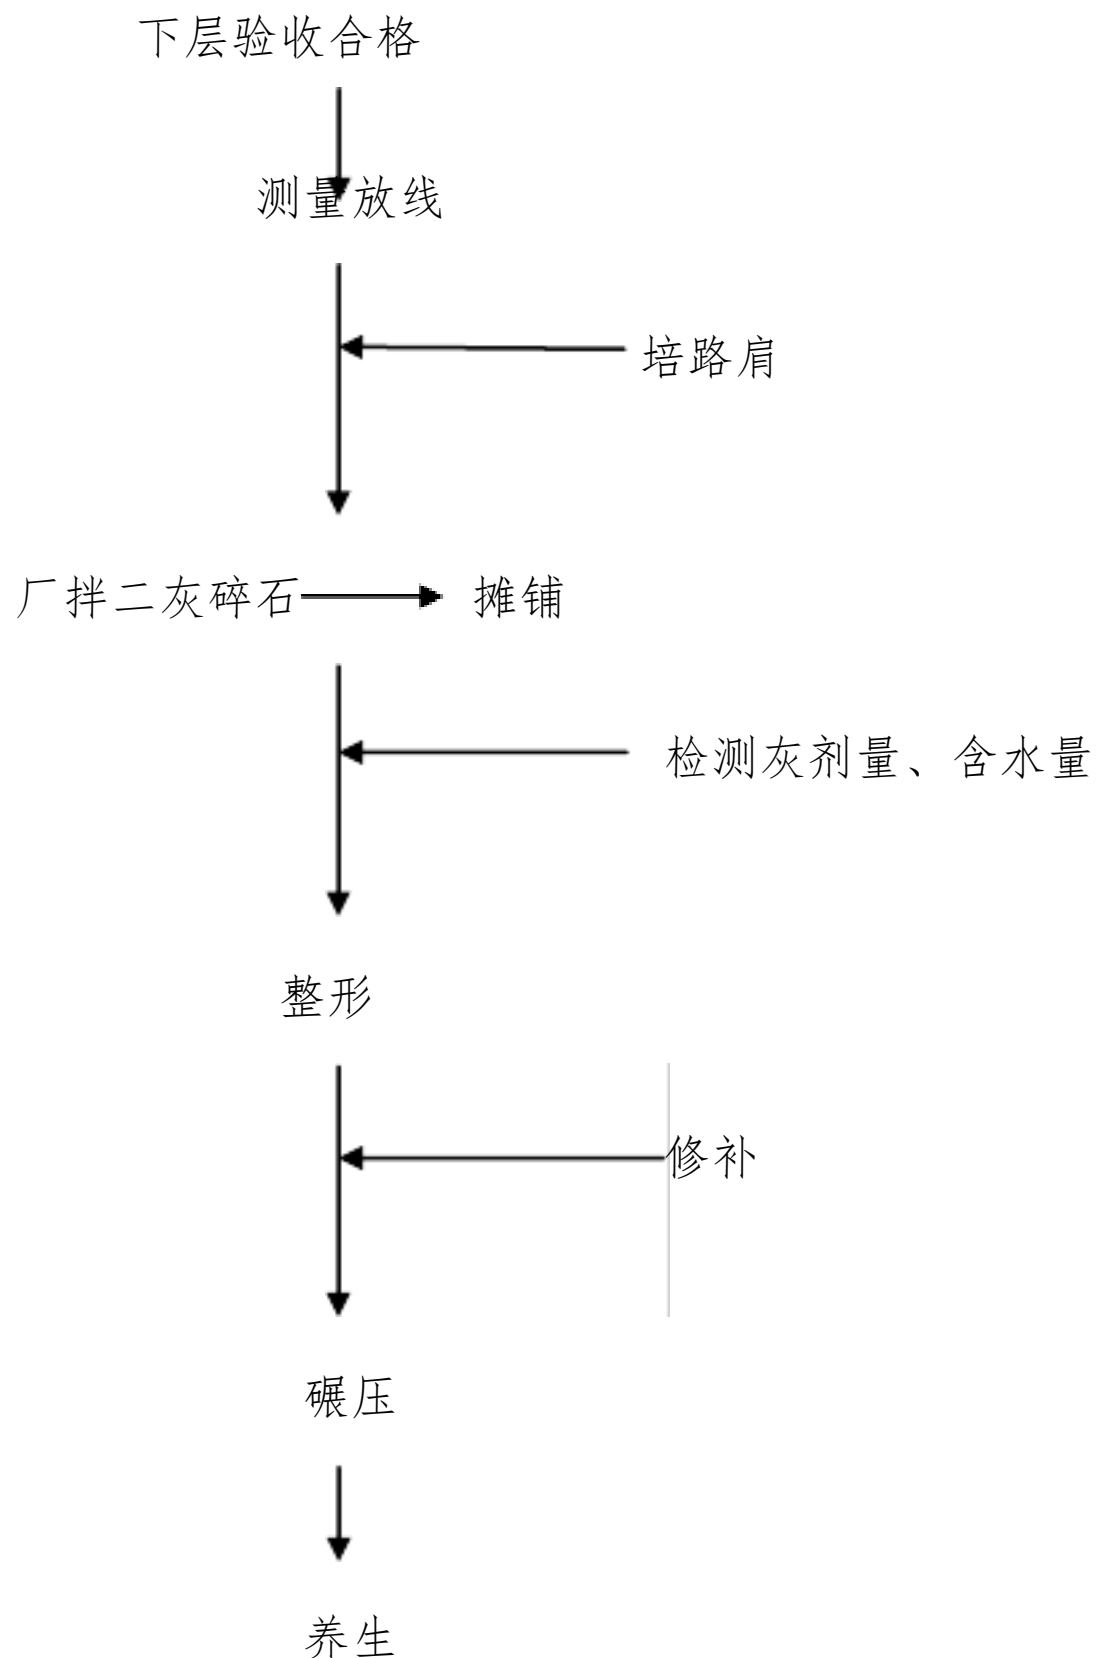 下层验收合格
测量放线
培路肩
厂拌二灰碎石 摊铺
检测灰剂量、含水量
整形
修补
碾压
养生